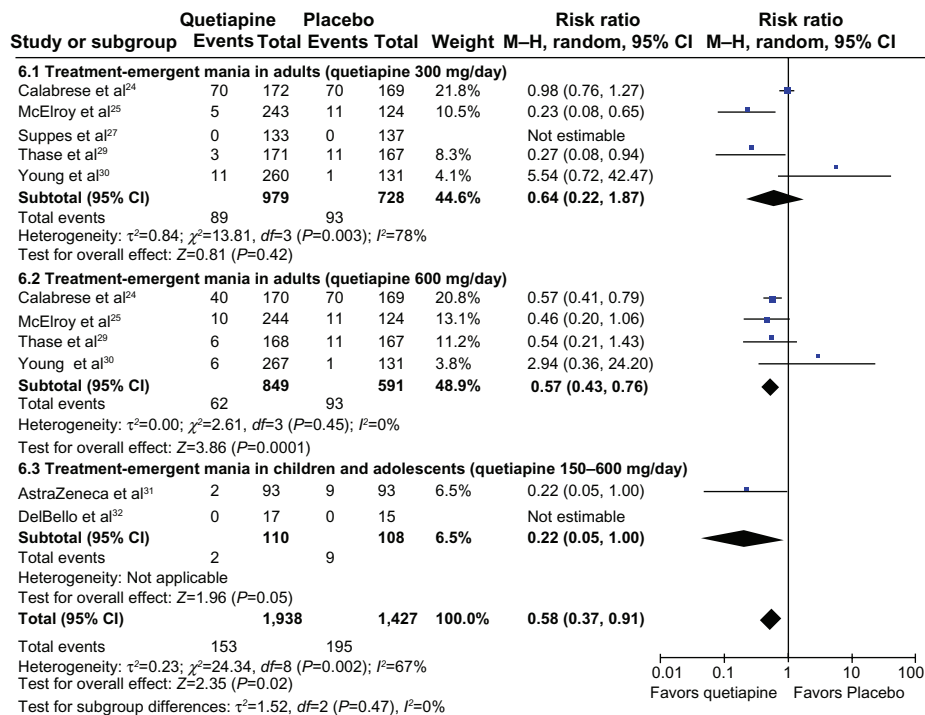 Quetiapine Placebo Risk ratio Risk ratio
Study or subgroup Events Total Events Total Weight M–H, random, 95% CI M–H, random, 95% CI
6.1 Treatment-emergent mania in adults (quetiapine 300 mg/day)
Calabrese et al²⁴ 70 172 70 169 21.8% 0.98 (0.76, 1.27)
McElroy et al²⁵ 5 243 11 124 10.5% 0.23 (0.08, 0.65)
Suppes et al²⁷ 0 133 0 137 Not estimable
Thase et al²⁹ 3 171 11 167 8.3% 0.27 (0.08, 0.94)
Young et al³⁰ 11 260 1 131 4.1% 5.54 (0.72, 42.47)
Subtotal (95% CI) 979 728 44.6% 0.64 (0.22, 1.87)
Total events 89 93
Heterogeneity: τ²=0.84; χ²=13.81, df=3 (P=0.003); I²=78%
Test for overall effect: Z=0.81 (P=0.42)
6.2 Treatment-emergent mania in adults (quetiapine 600 mg/day)
Calabrese et al²⁴ 40 170 70 169 20.8% 0.57 (0.41, 0.79)
McElroy et al²⁵ 10 244 11 124 13.1% 0.46 (0.20, 1.06)
Thase et al²⁹ 6 168 11 167 11.2% 0.54 (0.21, 1.43)
Young et al³⁰ 6 267 1 131 3.8% 2.94 (0.36, 24.20)
Subtotal (95% CI) 849 591 48.9% 0.57 (0.43, 0.76)
Total events 62 93
Heterogeneity: τ²=0.00; χ²=2.61, df=3 (P=0.45); I²=0%
Test for overall effect: Z=3.86 (P=0.0001)
6.3 Treatment-emergent mania in children and adolescents (quetiapine 150–600 mg/day)
AstraZeneca et al³¹ 2 93 9 93 6.5% 0.22 (0.05, 1.00)
DelBello et al³² 0 17 0 15 Not estimable
Subtotal (95% CI) 110 108 6.5% 0.22 (0.05, 1.00)
Total events 2 9
Heterogeneity: Not applicable
Test for overall effect: Z=1.96 (P=0.05)
Total (95% CI) 1,938 1,427 100.0% 0.58 (0.37, 0.91)
Total events 153 195
Heterogeneity: τ²=0.23; χ²=24.34, df=8 (P=0.002); I²=67%
Test for overall effect: Z=2.35 (P=0.02)
Test for subgroup differences: τ²=1.52, df=2 (P=0.47), I²=0%
0.01 0.1 1 10 100
Favors quetiapine Favors Placebo